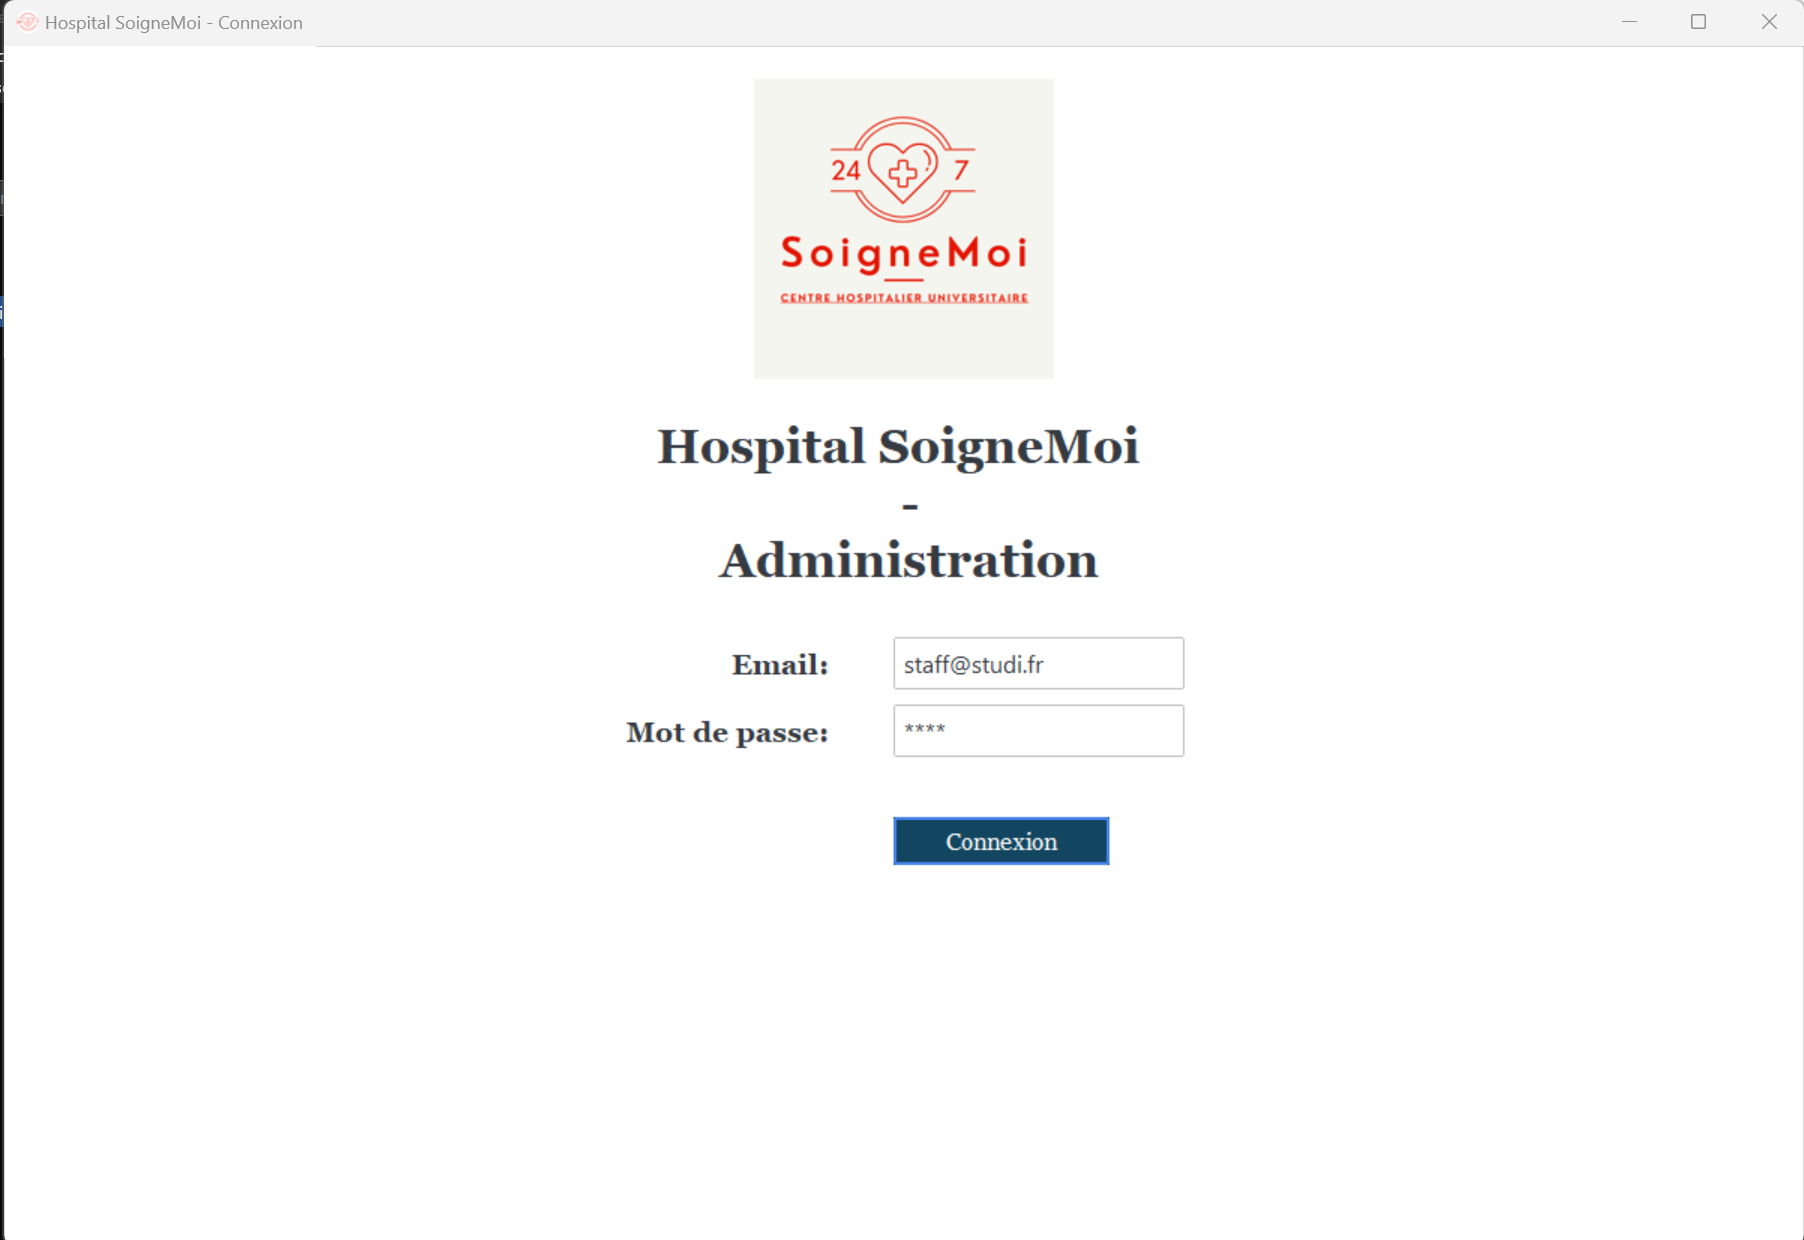 Hospital SoigneMoi - Connexion
24 7
SoigneMoi
CENTRE HOSPITALIER UNIVERSITAIRE
Hospital SoigneMoi
-
Administration
Email: staff@studi.fr
Mot de passe: ****
Connexion